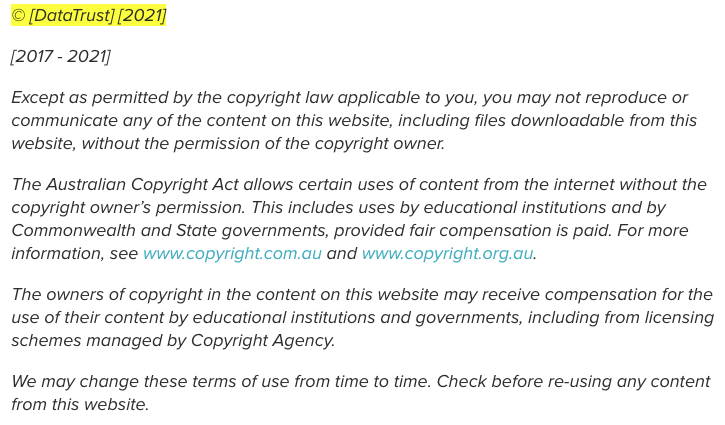 © [DataTrust] [2021]
[2017 - 2021]
Except as permitted by the copyright law applicable to you, you may not reproduce or
communicate any of the content on this website, including files downloadable from this
website, without the permission of the copyright owner.
The Australian Copyright Act allows certain uses of content from the internet without the
copyright owner’s permission. This includes uses by educational institutions and by
Commonwealth and State governments, provided fair compensation is paid. For more
information, see www.copyright.com.au and www.copyright.org.au.
The owners of copyright in the content on this website may receive compensation for the
use of their content by educational institutions and governments, including from licensing
schemes managed by Copyright Agency.
We may change these terms of use from time to time. Check before re-using any content
from this website.